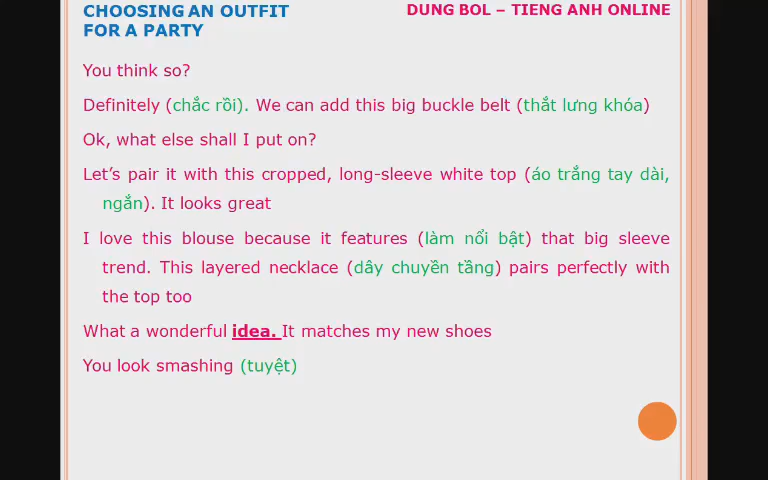 CHOOSING AN OUTFIT
FOR A PARTY
DUNG BOL – TIENG ANH ONLINE
You think so?
Definitely (chắc rồi). We can add this big buckle belt (thắt lưng khóa)
Ok, what else shall I put on?
Let’s pair it with this cropped, long-sleeve white top (áo trắng tay dài,
ngắn). It looks great
I love this blouse because it features (làm nổi bật) that big sleeve
trend. This layered necklace (dây chuyền tầng) pairs perfectly with
the top too
What a wonderful idea. It matches my new shoes
You look smashing (tuyệt)